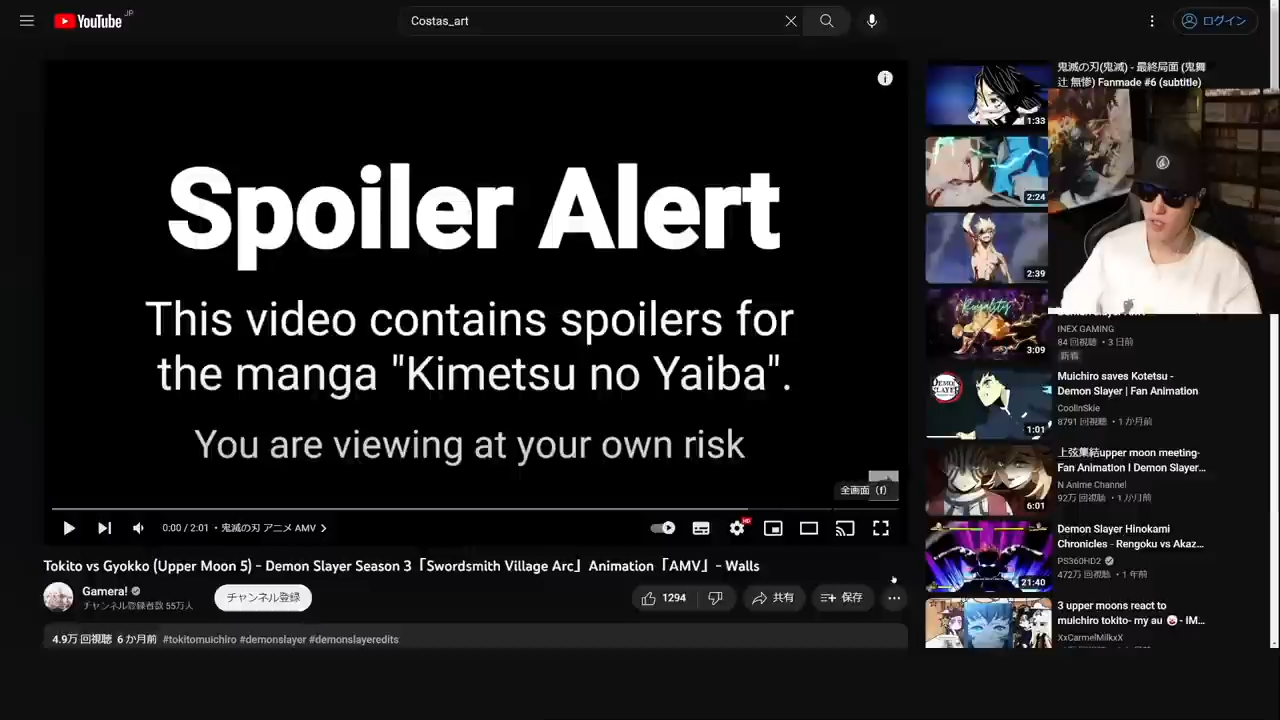 YouTube JP
Costas_art
ログイン
Spoiler Alert
This video contains spoilers for
the manga "Kimetsu no Yaiba".
You are viewing at your own risk
全画面 (f)
0:00 / 2:01 • 鬼滅の刃 アニメ AMV
HD
Tokito vs Gyokko (Upper Moon 5) - Demon Slayer Season 3「Swordsmith Village Arc」Animation「AMV」- Walls
Gamera!
チャンネル登録者数 55万人
チャンネル登録
1294
共有
保存
4.9万 回視聴 6 か月前 #tokitomuichiro #demonslayer #demonslayeredits
鬼滅の刃(鬼滅) - 最終局面 (鬼舞
辻 無惨) Fanmade #6 (subtitle)
1:33
2:24
2:39
3:09
INEX GAMING
84 回視聴 • 3 日前
新着
DEMON SLAYER
1:01
Muichiro saves Kotetsu -
Demon Slayer | Fan Animation
CoolInSkie
8791 回視聴 • 1 か月前
6:01
上弦集結upper moon meeting-
Fan Animation I Demon Slayer...
N Anime Channel
92万 回視聴 • 1 か月前
21:40
Demon Slayer Hinokami
Chronicles - Rengoku vs Akaz...
PS360HD2
472万 回視聴 • 1 年前
3 upper moons react to
muichiro tokito- my au - IM...
XxCarmelMilkxX